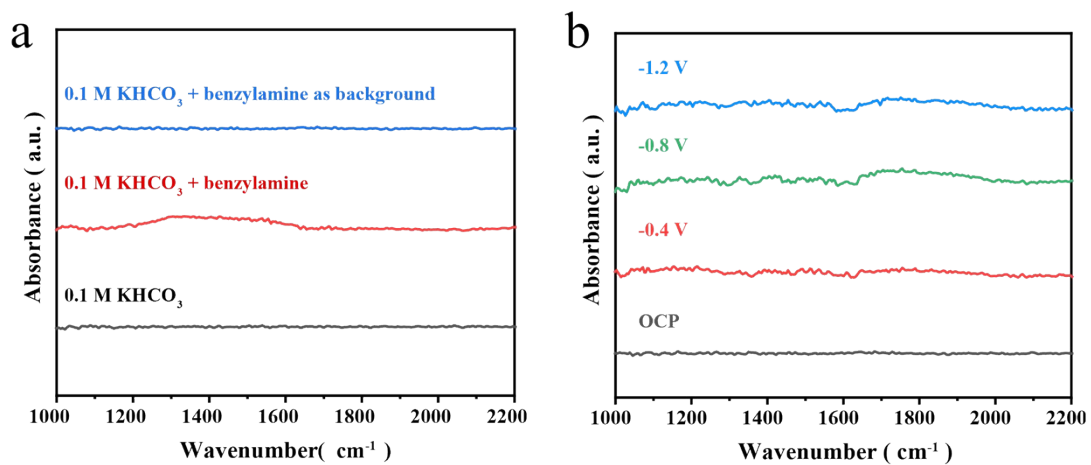 a
0.1 M KHCO₃ + benzylamine as background
0.1 M KHCO₃ + benzylamine
0.1 M KHCO₃
Absorbance ( a.u. )
1000 1200 1400 1600 1800 2000 2200
Wavenumber( cm⁻¹ )
b
-1.2 V
-0.8 V
-0.4 V
OCP
Absorbance ( a.u. )
1000 1200 1400 1600 1800 2000 2200
Wavenumber ( cm⁻¹ )